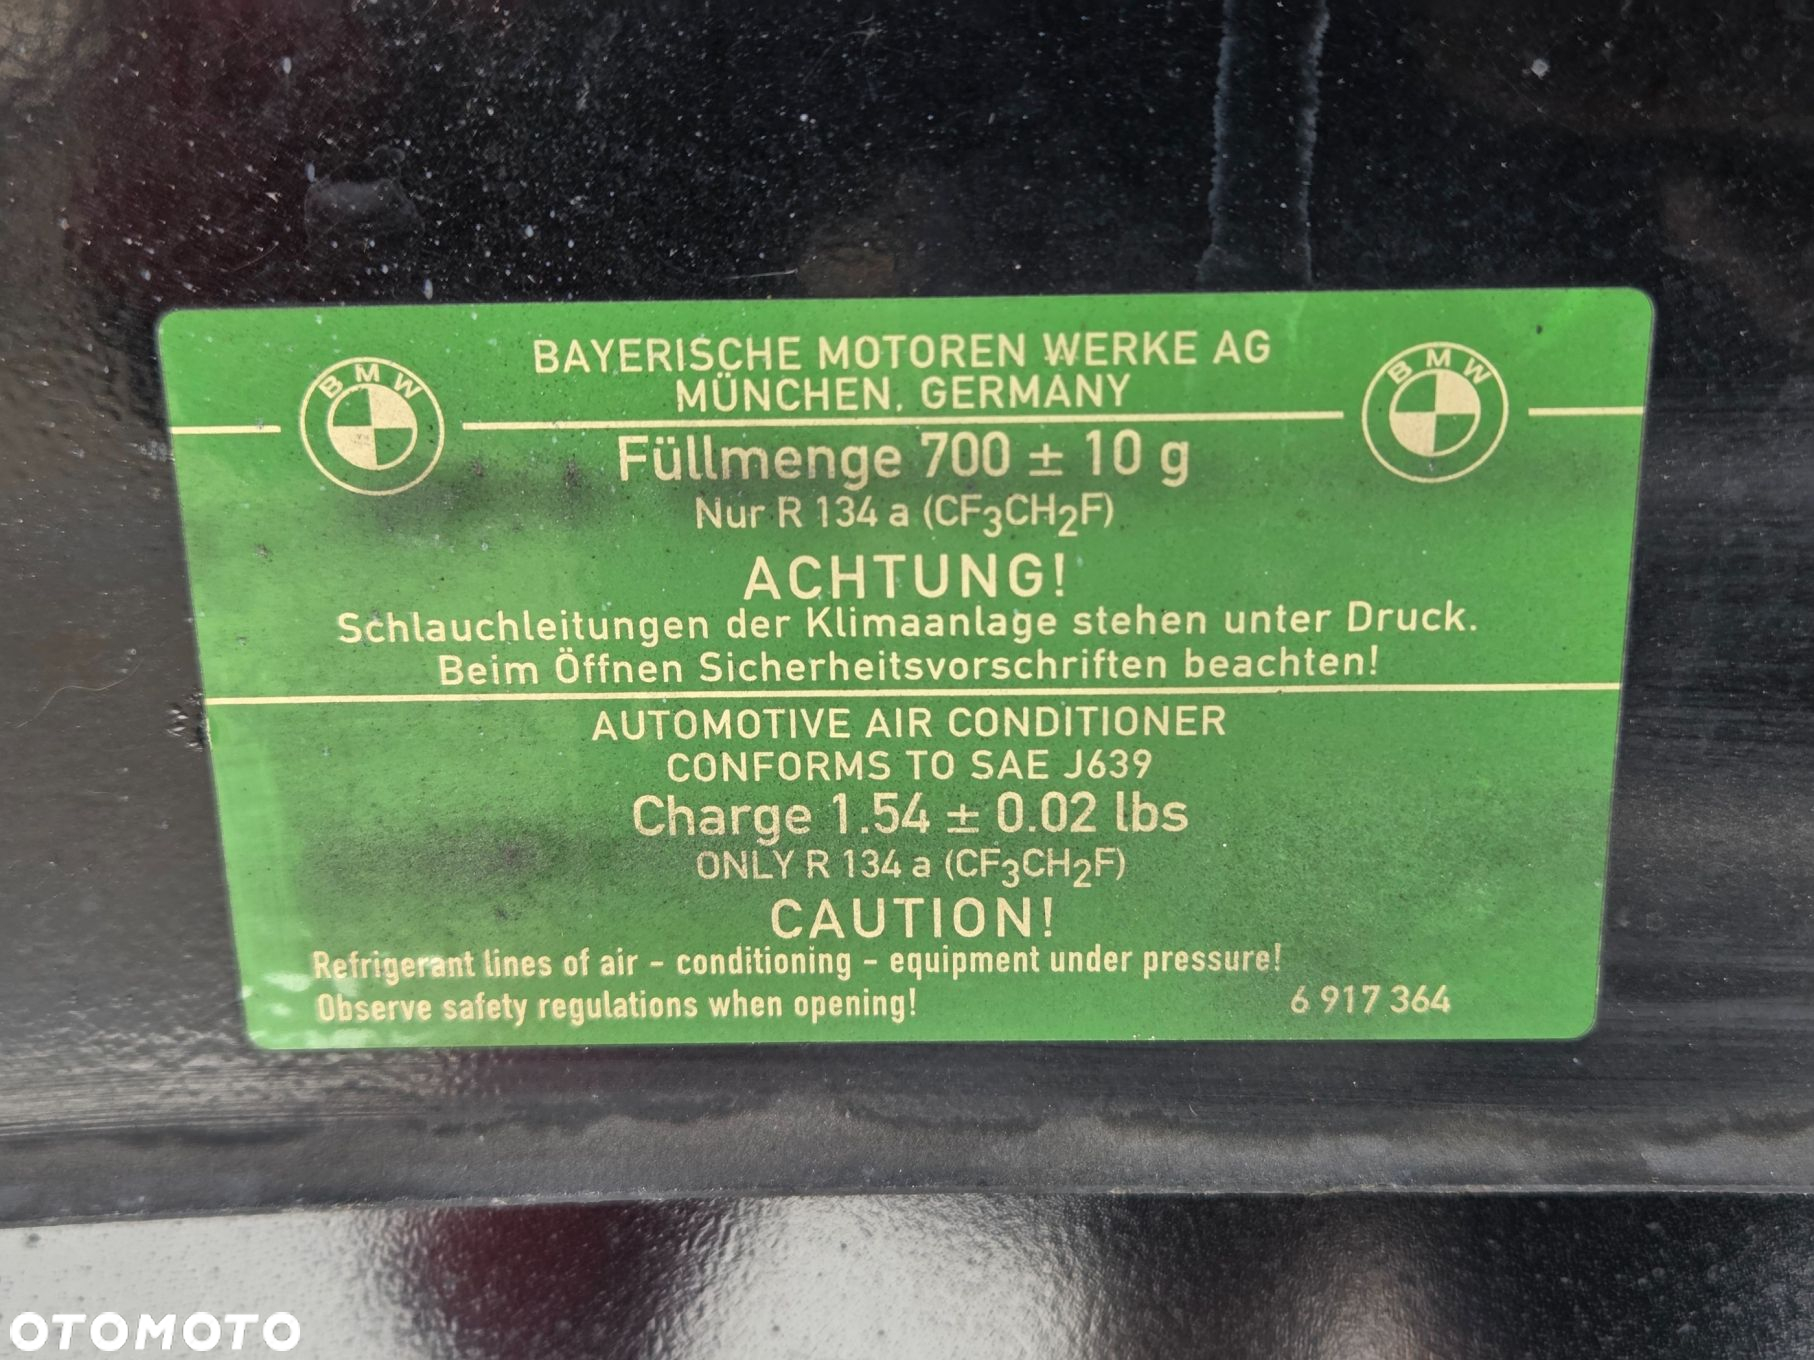 BAYERISCHE MOTOREN WERKE AG
MÜNCHEN, GERMANY
BMW
BMW
Füllmenge 700 ± 10 g
Nur R 134 a (CF3CH2F)
ACHTUNG!
Schlauchleitungen der Klimaanlage stehen unter Druck.
Beim Öffnen Sicherheitsvorschriften beachten!
AUTOMOTIVE AIR CONDITIONER
CONFORMS TO SAE J639
Charge 1.54 ± 0.02 lbs
ONLY R 134 a (CF3CH2F)
CAUTION!
Refrigerant lines of air - conditioning - equipment under pressure!
Observe safety regulations when opening!
6 917 364
OTOMOTO